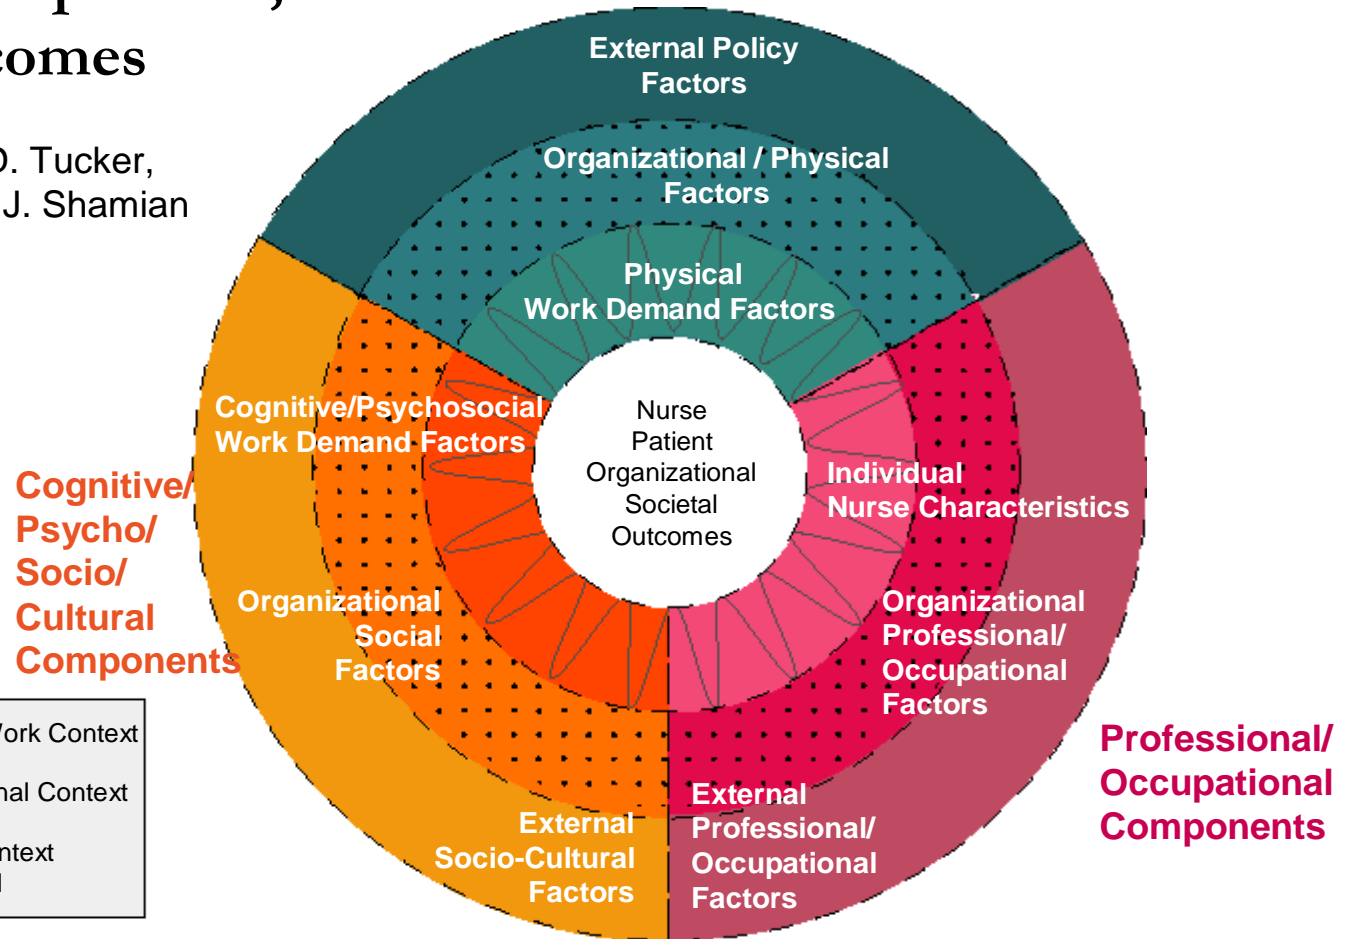 comes
D. Tucker,
J. Shamian
External Policy
Factors
Organizational / Physical
Factors
Physical
Work Demand Factors
Cognitive/Psychosocial
Work Demand Factors
Nurse
Patient
Organizational
Societal
Outcomes
Individual
Nurse Characteristics
Cognitive/
Psycho/
Socio/
Cultural
Components
Organizational
Social
Factors
Organizational
Professional/
Occupational
Factors
Work Context
nal Context
ntext
Professional/
Occupational
Components
External
Socio-Cultural
Factors
External
Professional/
Occupational
Factors